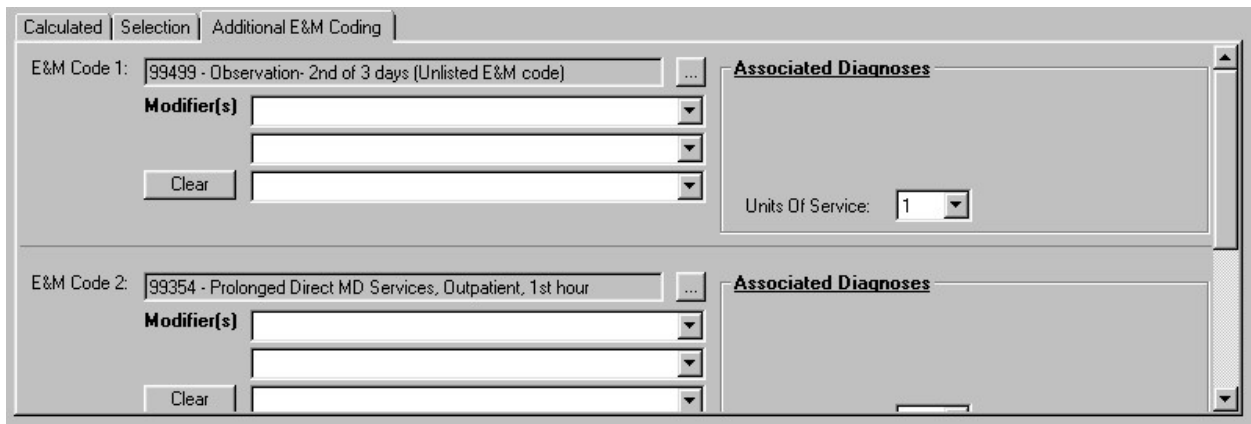 Calculated Selection Additional E&M Coding
E&M Code 1: 99499 - Observation- 2nd of 3 days (Unlisted E&M code) ... Associated Diagnoses
Modifier(s)
Clear
Units Of Service: 1
E&M Code 2: 99354 - Prolonged Direct MD Services, Outpatient, 1st hour ... Associated Diagnoses
Modifier(s)
Clear